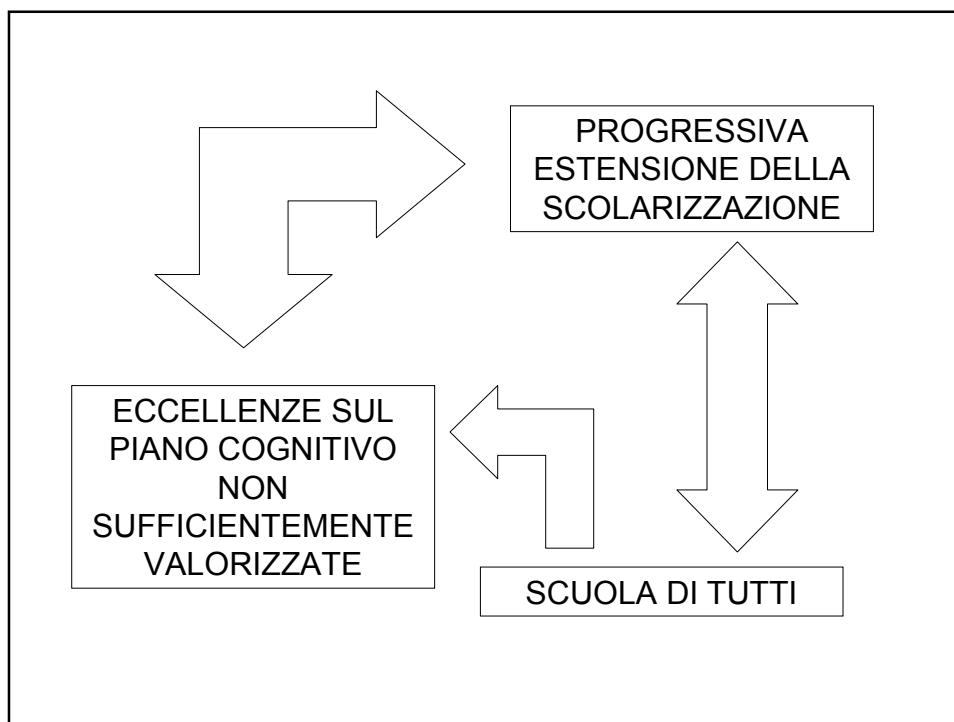 PROGRESSIVA
ESTENSIONE DELLA
SCOLARIZZAZIONE
ECCELLENZE SUL
PIANO COGNITIVO
NON
SUFFICIENTEMENTE
VALORIZZATE
SCUOLA DI TUTTI